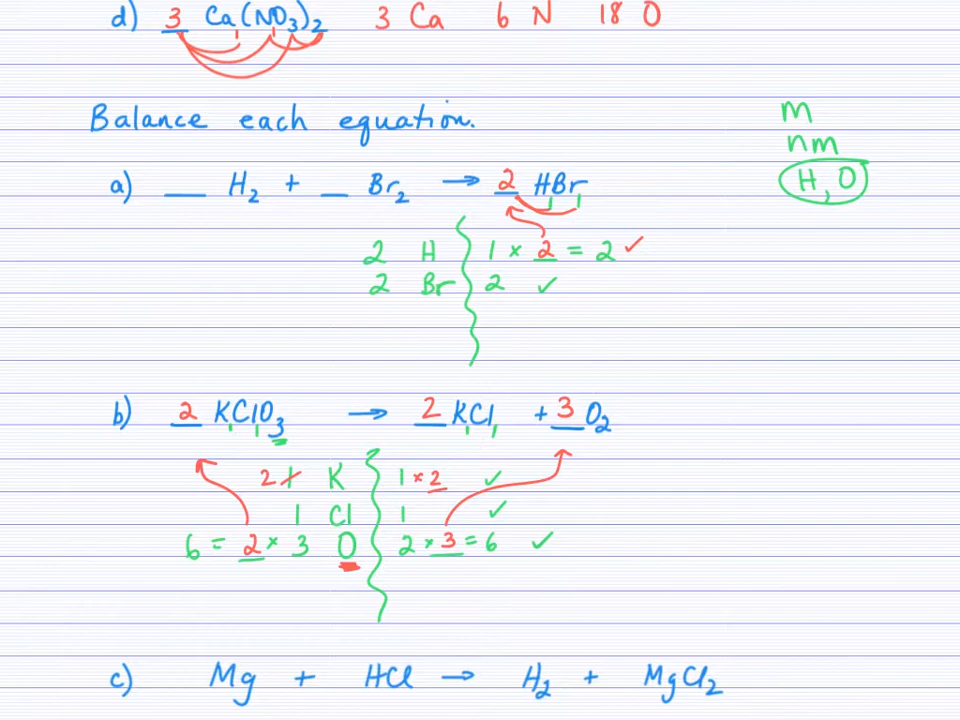 d) 3 Ca(NO3)2 3 Ca 6 N 18 O
Balance each equation.
m
nm
H, O
a) __ H2 + __ Br2 → 2 HBr
2 H 1 × 2 = 2 ✓
2 Br 2 ✓
b) 2 KClO3 → 2 KCl + 3 O2
2 1 K 1 × 2 ✓
1 Cl 1 ✓
6 = 2 × 3 O 2 × 3 = 6 ✓
c) Mg + HCl → H2 + MgCl2